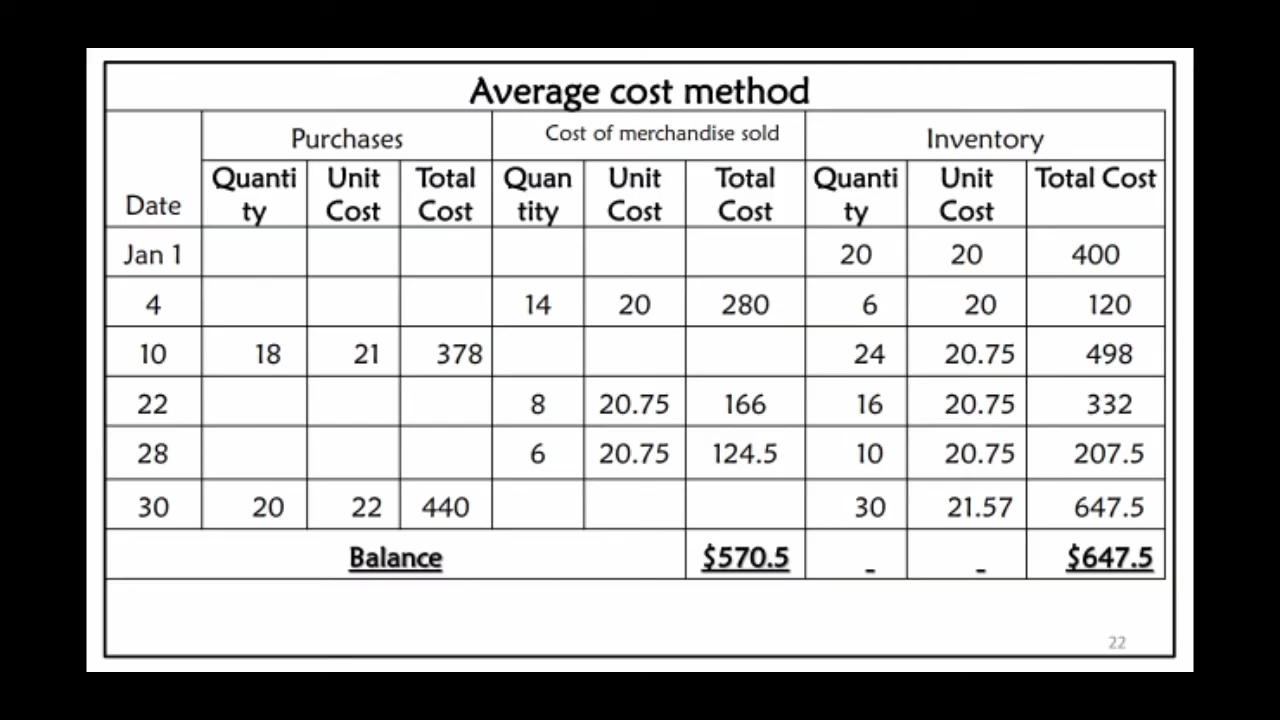 Average cost method
Purchases Cost of merchandise sold Inventory
Date Quanti ty Unit Cost Total Cost Quan tity Unit Cost Total Cost Quanti ty Unit Cost Total Cost
Jan 1 20 20 400
4 14 20 280 6 20 120
10 18 21 378 24 20.75 498
22 8 20.75 166 16 20.75 332
28 6 20.75 124.5 10 20.75 207.5
30 20 22 440 30 21.57 647.5
Balance $570.5 - - $647.5
22